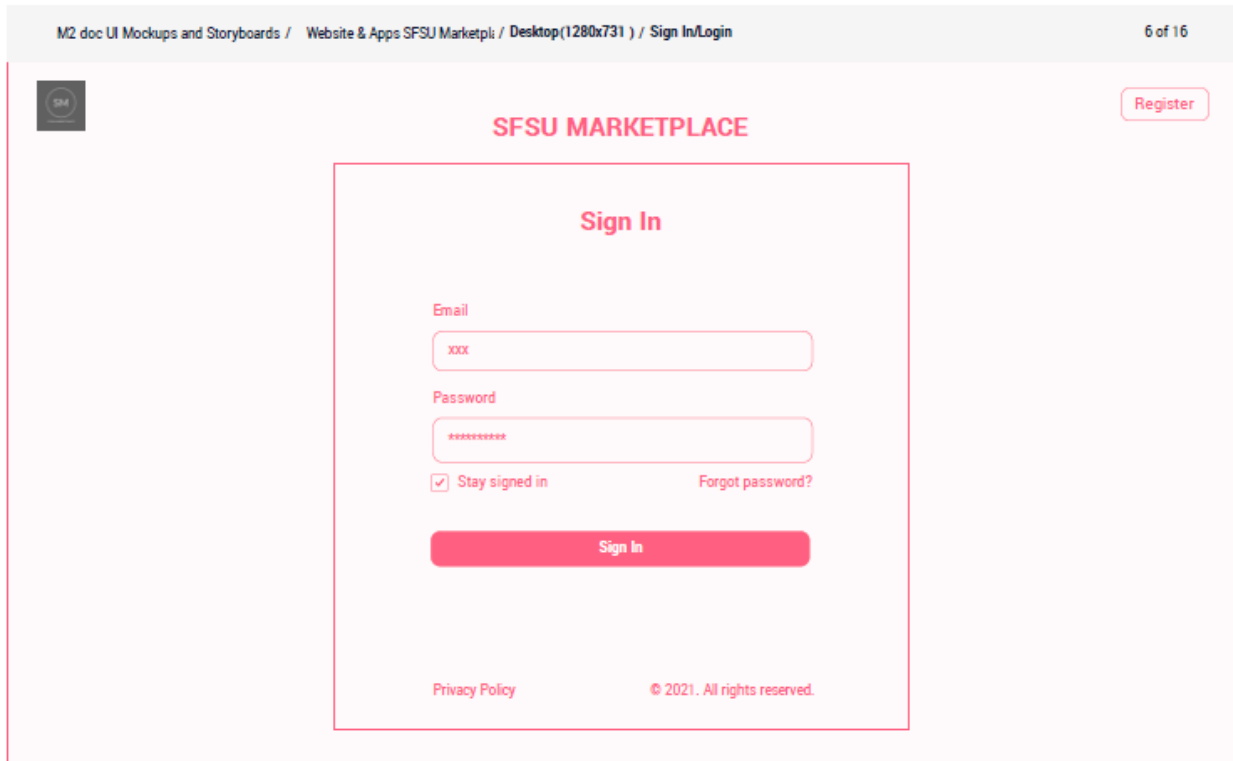 M2 doc UI Mockups and Storyboards / Website & Apps SFSU Marketpla / Desktop(1280x731 ) / Sign In/Login 6 of 16
SM
Register
SFSU MARKETPLACE
Sign In
Email
xxx
Password
**********
Stay signed in Forgot password?
Sign In
Privacy Policy © 2021. All rights reserved.